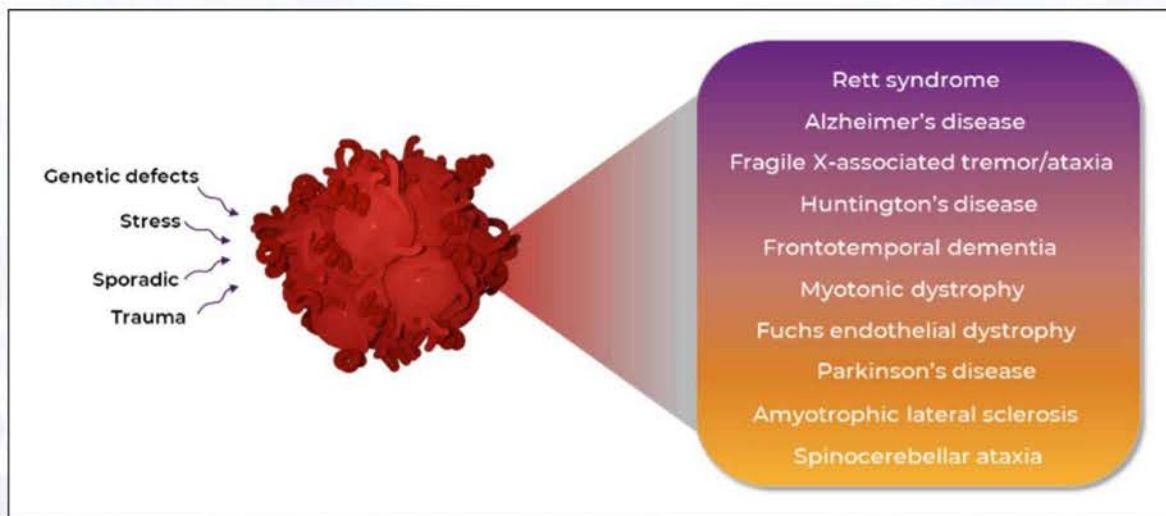 Genetic defects
Stress
Sporadic
Trauma
Rett syndrome
Alzheimer's disease
Fragile X-associated tremor/ataxia
Huntington's disease
Frontotemporal dementia
Myotonic dystrophy
Fuchs endothelial dystrophy
Parkinson's disease
Amyotrophic lateral sclerosis
Spinocerebellar ataxia